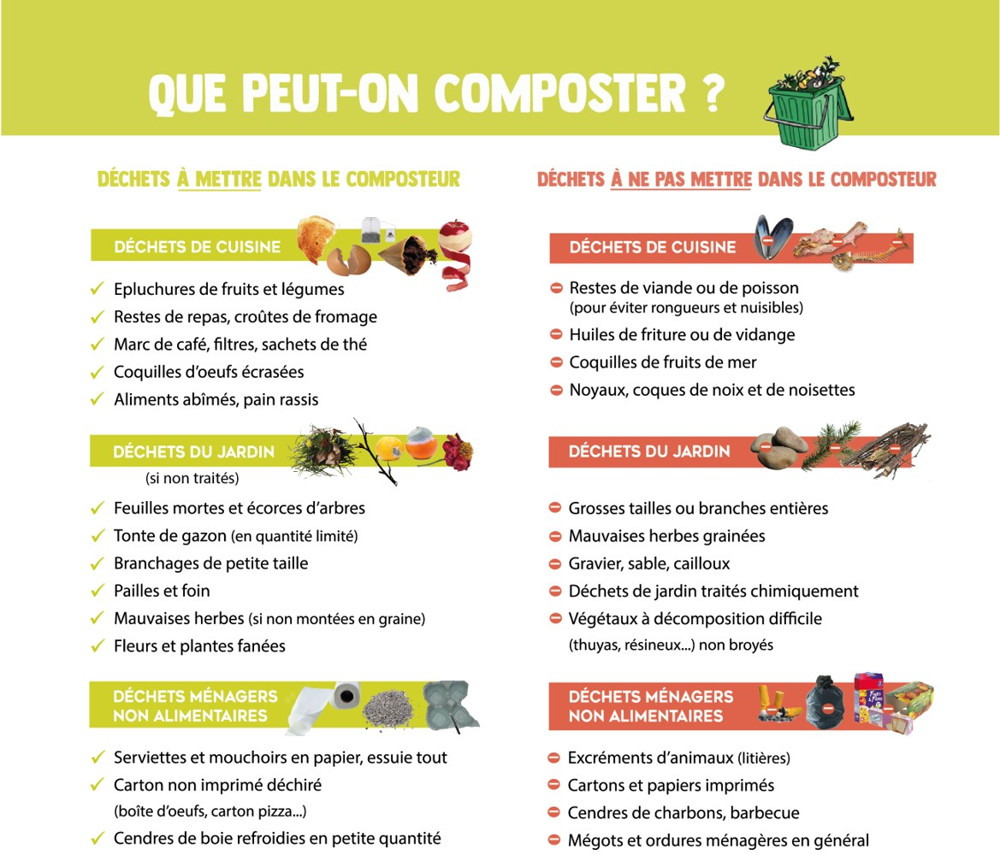 QUE PEUT-ON COMPOSTER ?
DÉCHETS À METTRE DANS LE COMPOSTEUR
DÉCHETS DE CUISINE
Epluchures de fruits et légumes
Restes de repas, croûtes de fromage
Marc de café, filtres, sachets de thé
Coquilles d'oeufs écrasées
Aliments abîmés, pain rassis
DÉCHETS DU JARDIN
(si non traités)
Feuilles mortes et écorces d'arbres
Tonte de gazon (en quantité limité)
Branchages de petite taille
Pailles et foin
Mauvaises herbes (si non montées en graine)
Fleurs et plantes fanées
DÉCHETS MÉNAGERS
NON ALIMENTAIRES
Serviettes et mouchoirs en papier, essuie tout
Carton non imprimé déchiré
(boîte d'oeufs, carton pizza...)
Cendres de boie refroidies en petite quantité
DÉCHETS À NE PAS METTRE DANS LE COMPOSTEUR
DÉCHETS DE CUISINE
Restes de viande ou de poisson
(pour éviter rongueurs et nuisibles)
Huiles de friture ou de vidange
Coquilles de fruits de mer
Noyaux, coques de noix et de noisettes
DÉCHETS DU JARDIN
Grosses tailles ou branches entières
Mauvaises herbes grainées
Gravier, sable, cailloux
Déchets de jardin traités chimiquement
Végétaux à décomposition difficile
(thuyas, résineux...) non broyés
DÉCHETS MÉNAGERS
NON ALIMENTAIRES
Excréments d'animaux (litières)
Cartons et papiers imprimés
Cendres de charbons, barbecue
Mégots et ordures ménagères en général